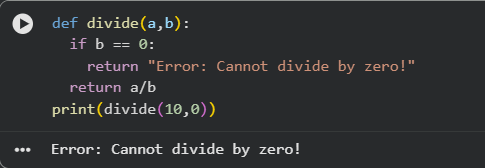 def divide(a,b):
  if b == 0:
    return "Error: Cannot divide by zero!"
  return a/b
print(divide(10,0))
Error: Cannot divide by zero!